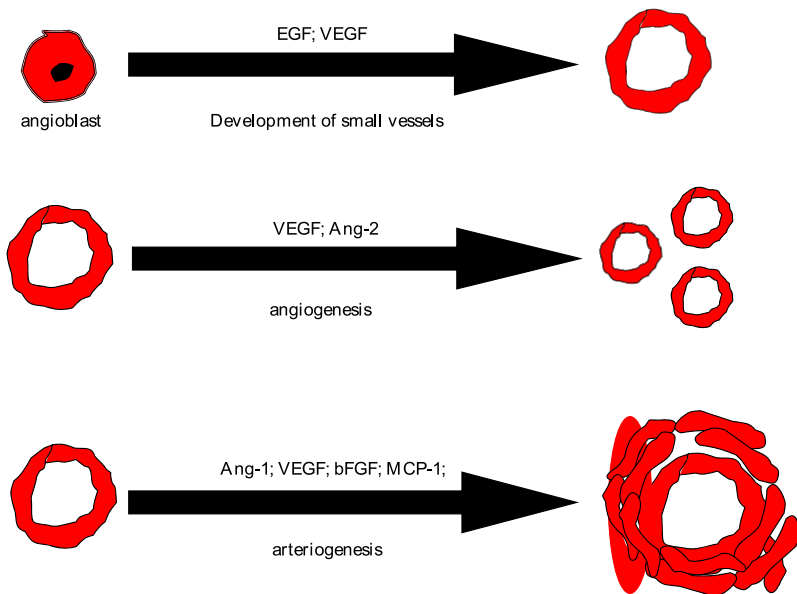 EGF; VEGF
angioblast
Development of small vessels
VEGF; Ang-2
angiogenesis
Ang-1; VEGF; bFGF; MCP-1;
arteriogenesis